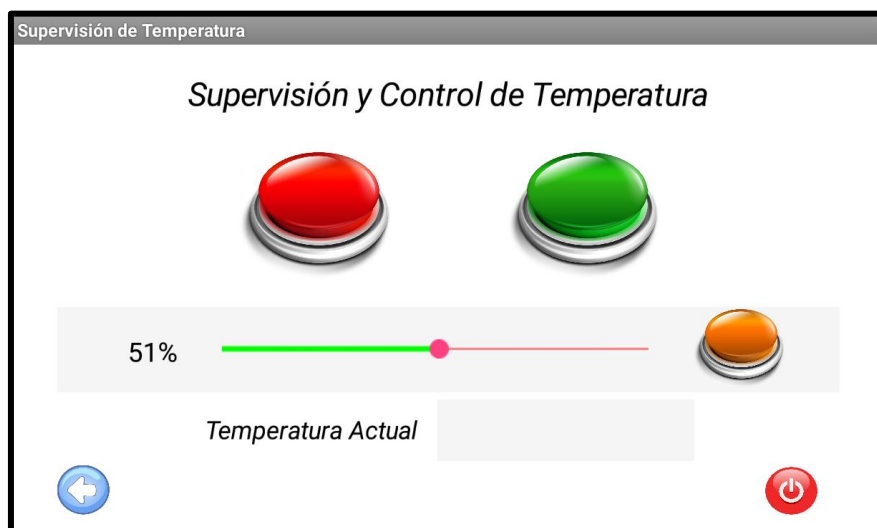 Supervisión de Temperatura
Supervisión y Control de Temperatura
51%
Temperatura Actual